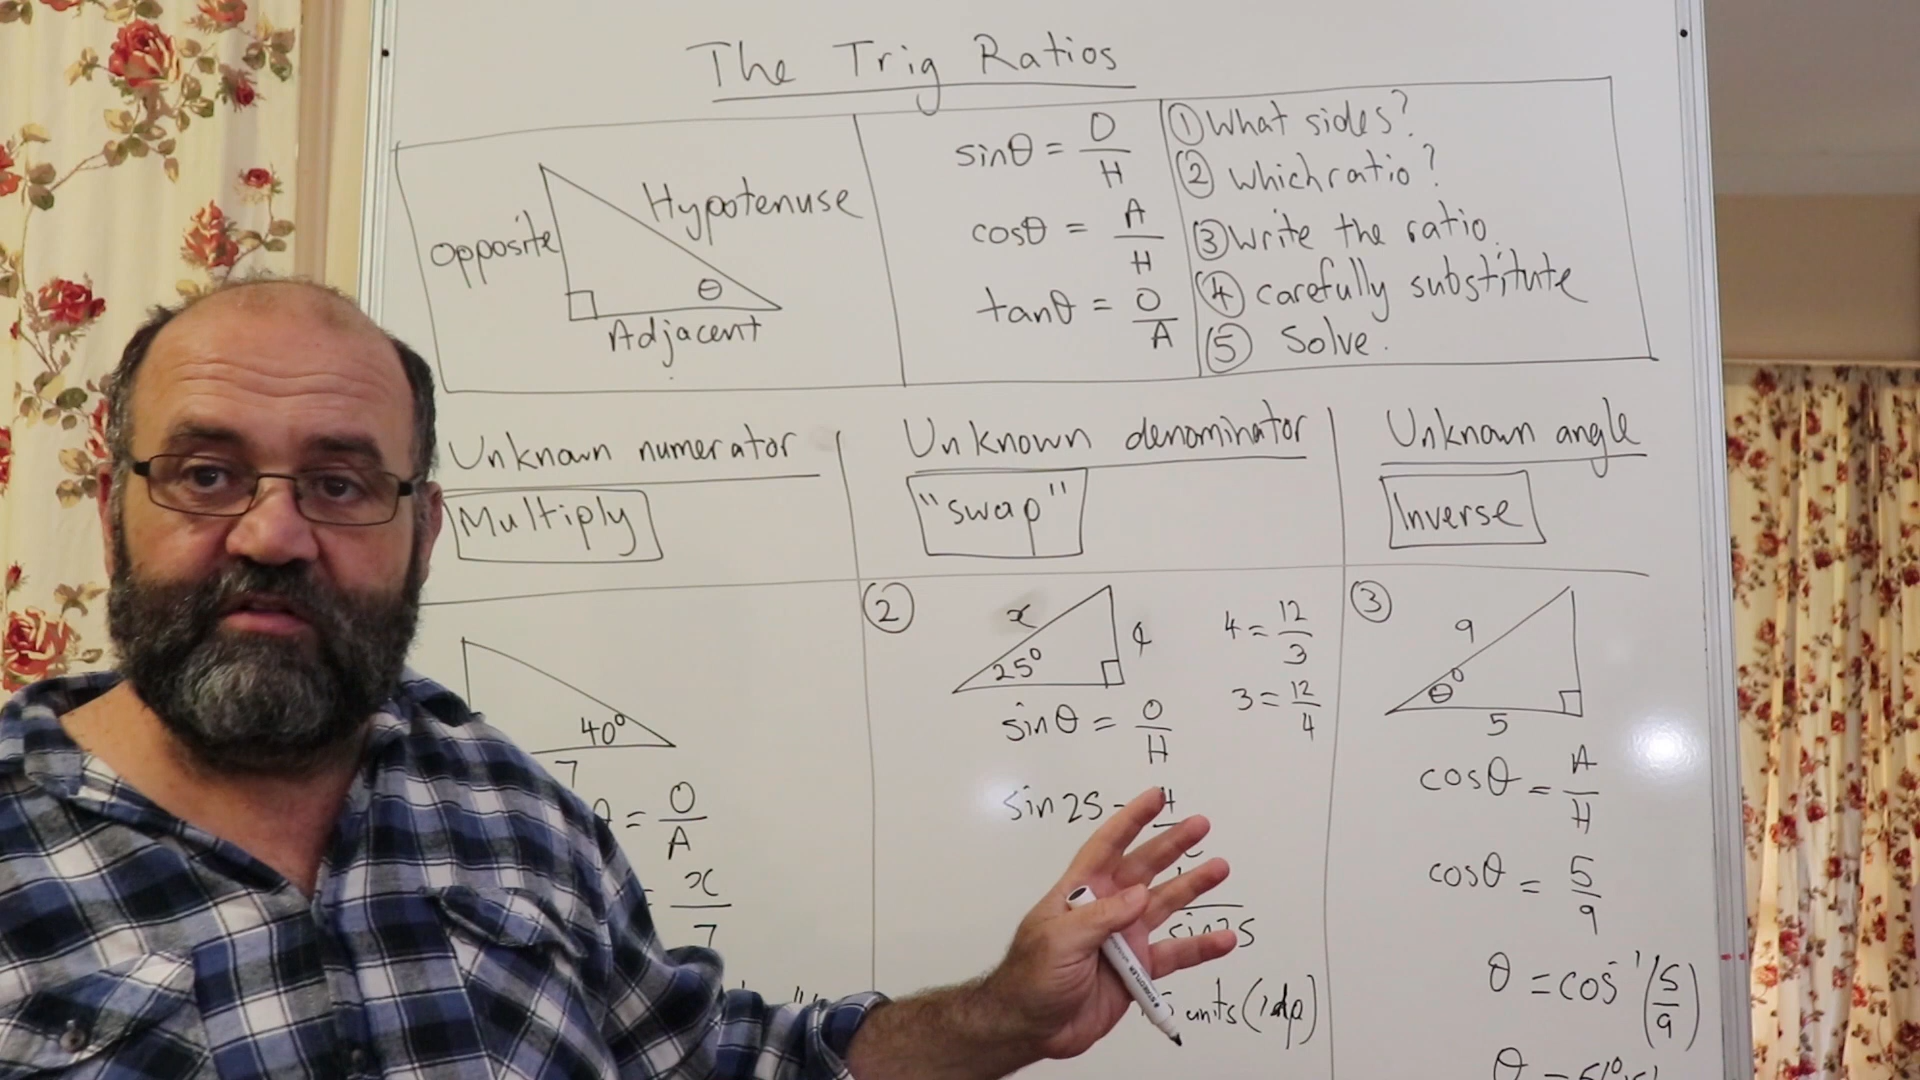 The Trig Ratios
Opposite
Hypotenuse
θ
Adjacent
sinθ = O/H
cosθ = A/H
tanθ = O/A
① What sides?
② which ratio?
③ Write the ratio.
④ carefully substitute
⑤ Solve.
Unknown numerator
Multiply
40°
7
θ = O/A
= x/7
Unknown denominator
"swap"
②
x
25°
4
4 = 12/3
3 = 12/4
sinθ = O/H
sin25 = 4
sin25
units (1dp)
Unknown angle
Inverse
③
9
θ°
5
cosθ = A/H
cosθ = 5/9
θ = cos⁻¹(5/9)
θ =